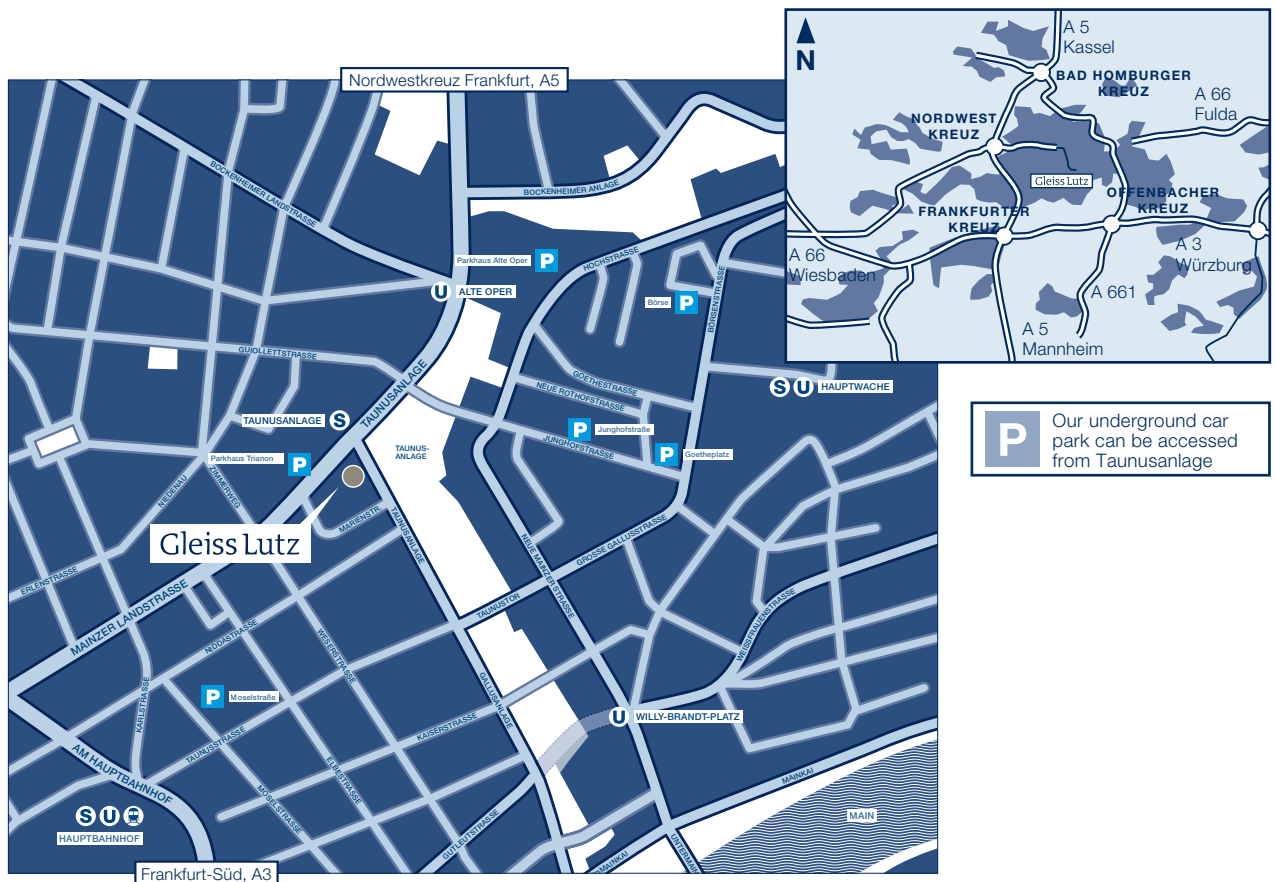 Nordwestkreuz Frankfurt, A5
BOCKENHEIMER LANDSTRASSE
BOCKENHEIMER ANLAGE
Parkhaus Alte Oper
P
HOCHSTRASSE
U
ALTE OPER
Börse
P
BÖRSENSTRASSE
GUIOLLETTSTRASSE
TAUNUSANLAGE
GOETHESTRASSE
NEUE ROTHOFSTRASSE
S
U
HAUPTWACHE
TAUNUSANLAGE
S
P
Junghofstraße
JUNGHOFSTRASSE
TAUNUS-
ANLAGE
P
Goetheplatz
Parkhaus Trianon
P
NIEDENAU
ZIMMERWEG
MARIENSTR.
TAUNUSANLAGE
Gleiss Lutz
NEUE MAINZER STRASSE
GROSSE GALLUSSTRASSE
ERLENSTRASSE
MAINZER LANDSTRASSE
TAUNUSTOR
WEISSFRAUENSTRASSE
NIDDASTRASSE
WESERSTRASSE
KARLSTRASSE
P
Moselstraße
GALLUSANLAGE
U
WILLY-BRANDT-PLATZ
KAISERSTRASSE
TAUNUSSTRASSE
ELBESTRASSE
MOSELSTRASSE
AM HAUPTBAHNHOF
S
U
HAUPTBAHNHOF
GUTLEUTSTRASSE
MAINKAI
MAIN
Frankfurt-Süd, A3
N
A 5
Kassel
BAD HOMBURGER
KREUZ
A 66
Fulda
NORDWEST
KREUZ
Gleiss Lutz
OFFENBACHER
KREUZ
FRANKFURTER
KREUZ
A 66
Wiesbaden
A 3
Würzburg
A 661
A 5
Mannheim
P
Our underground car
park can be accessed
from Taunusanlage